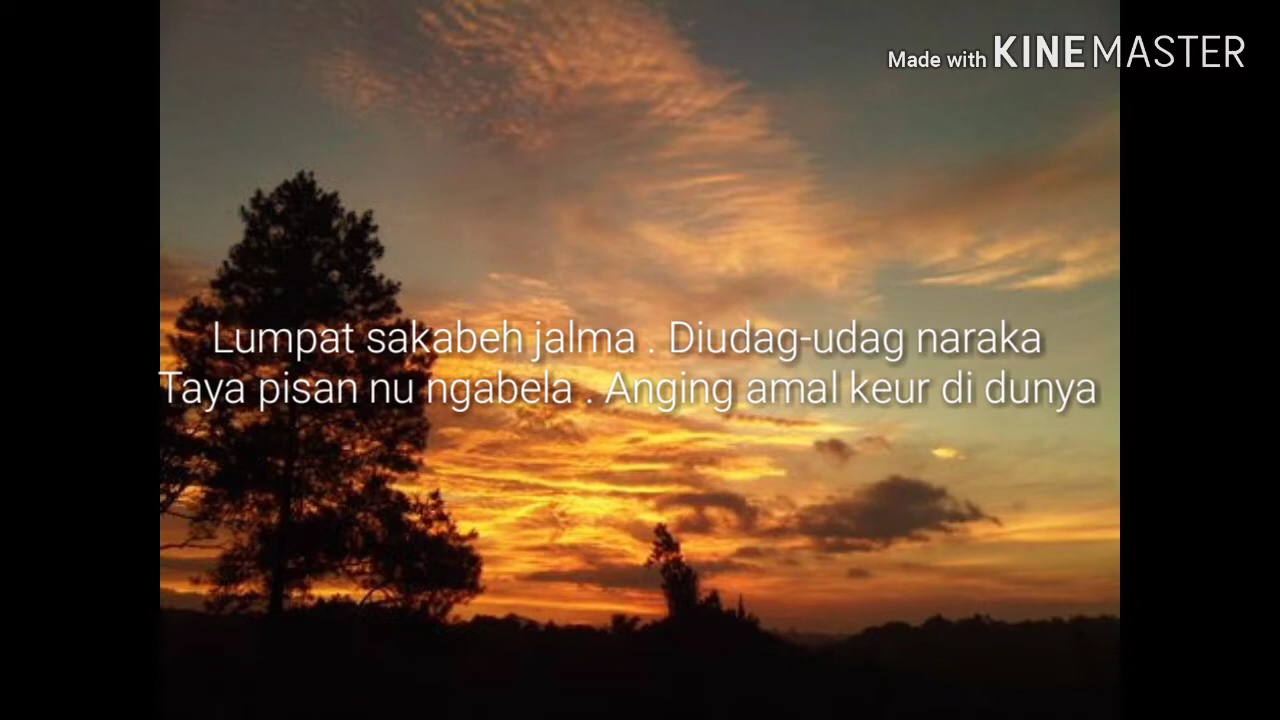 Made with KINEMASTER
Lumpat sakabeh jalma . Diudag-udag naraka
Taya pisan nu ngabela . Anging amal keur di dunya